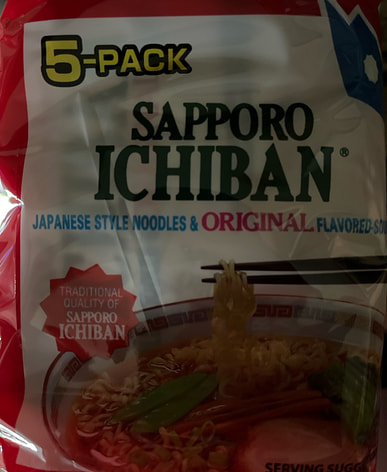 5-PACK
SAPPORO
ICHIBAN®
JAPANESE STYLE NOODLES & ORIGINAL FLAVORED
TRADITIONAL
QUALITY OF
SAPPORO
ICHIBAN
SERVING